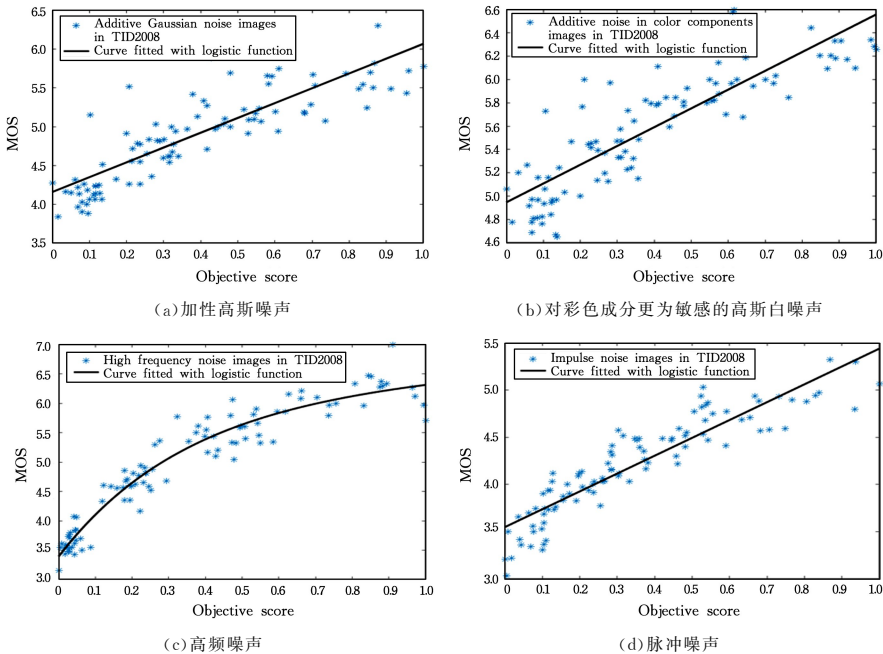 Additive Gaussian noise images
in TID2008
Curve fitted with logistic function
6.5
6.0
5.5
5.0
4.5
4.0
3.5
MOS
0.1 0.2 0.3 0.4 0.5 0.6 0.7 0.8 0.9 1.0
0
Objective score
(a)加性高斯噪声
Additive noise in color components
images in TID2008
Curve fitted with logistic function
6.6
6.4
6.2
6.0
5.8
5.6
5.4
5.2
5.0
4.8
4.6
MOS
0 0.1 0.2 0.3 0.4 0.5 0.6 0.7 0.8 0.9 1.0
Objective score
(b)对彩色成分更为敏感的高斯白噪声
High frequency noise images in TID2008
Curve fitted with logistic function
7.0
6.5
6.0
5.5
5.0
4.5
4.0
3.5
3.0
MOS
0 0.1 0.2 0.3 0.4 0.5 0.6 0.7 0.8 0.9 1.0
Objective score
(c)高频噪声
Impulse noise images in TID2008
Curve fitted with logistic function
5.5
5.0
4.5
4.0
3.5
3.0
MOS
0 0.1 0.2 0.3 0.4 0.5 0.6 0.7 0.8 0.9 1.0
Objective score
(d)脉冲噪声